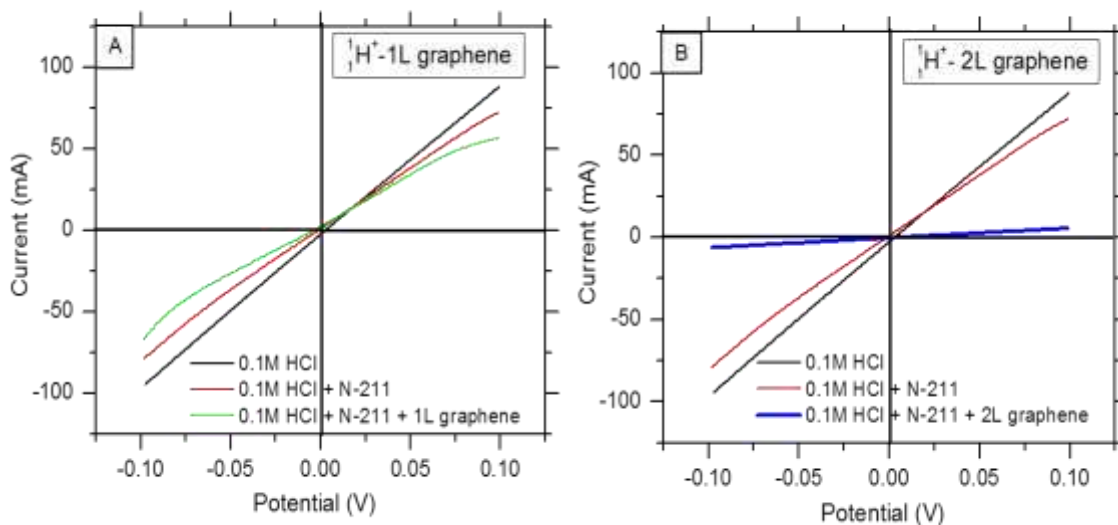 A
¹₁H⁺-1L graphene
100
50
0
-50
-100
Current (mA)
0.1M HCl
0.1M HCl + N-211
0.1M HCl + N-211 + 1L graphene
-0.10 -0.05 0.00 0.05 0.10
Potential (V)
B
¹₁H⁺- 2L graphene
100
50
0
-50
-100
Current (mA)
0.1M HCl
0.1M HCl + N-211
0.1M HCl + N-211 + 2L graphene
-0.10 -0.05 0.00 0.05 0.10
Potential (V)